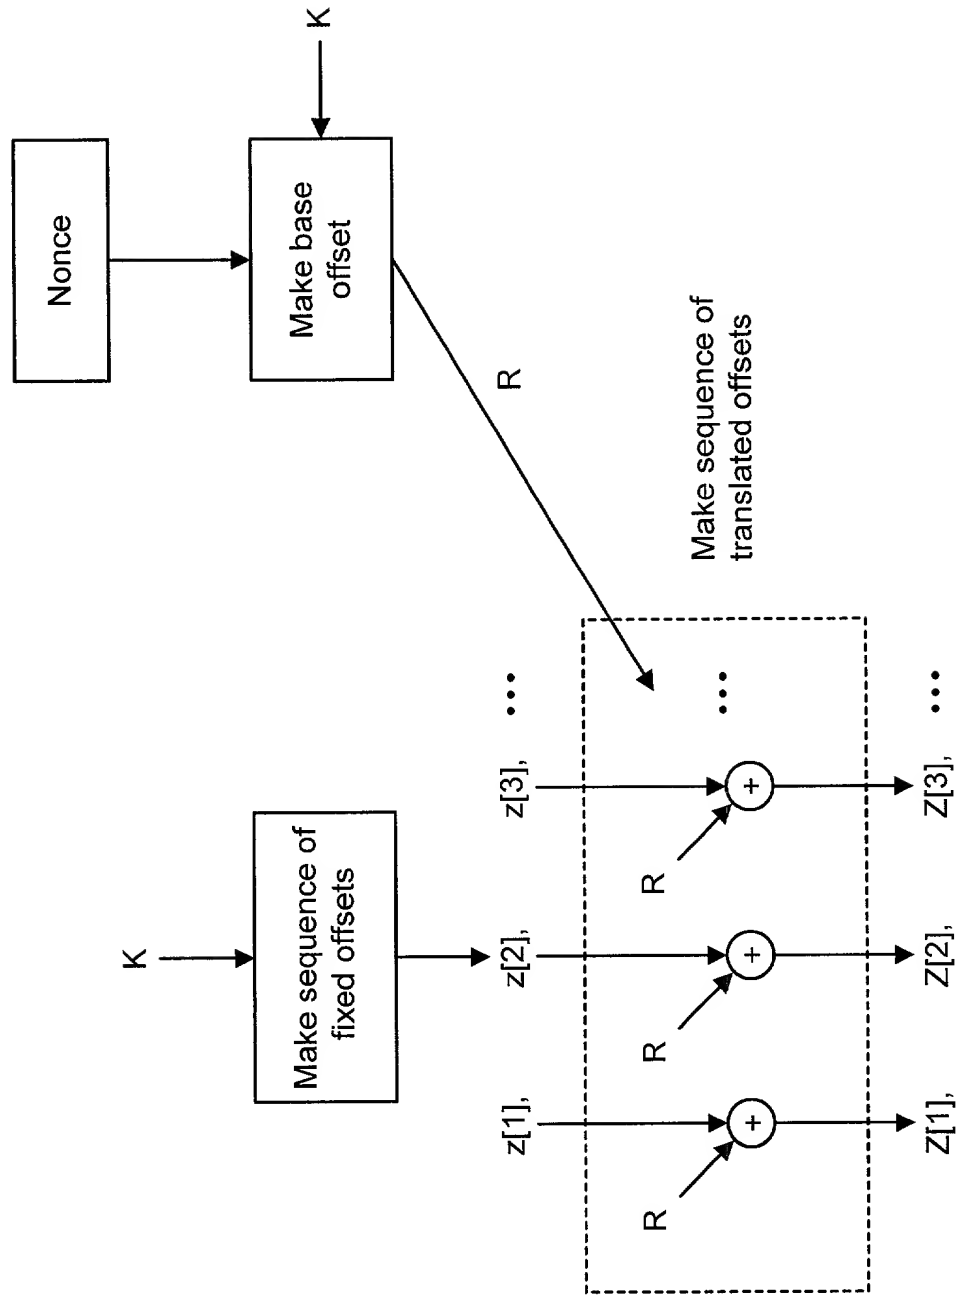 Nonce
K
K
Make sequence of
fixed offsets
Make base
offset
R
z[1], z[2], z[3], •••
R R R
+ + + •••
Make sequence of
translated offsets
Z[1], Z[2], Z[3], •••